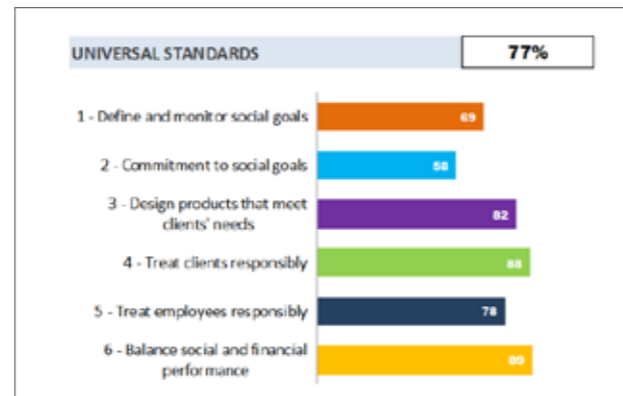 UNIVERSAL STANDARDS 77%
1 - Define and monitor social goals 69
2 - Commitment to social goals 58
3 - Design products that meet
clients' needs 82
4 - Treat clients responsibly 88
5 - Treat employees responsibly 78
6 - Balance social and financial
performance 89